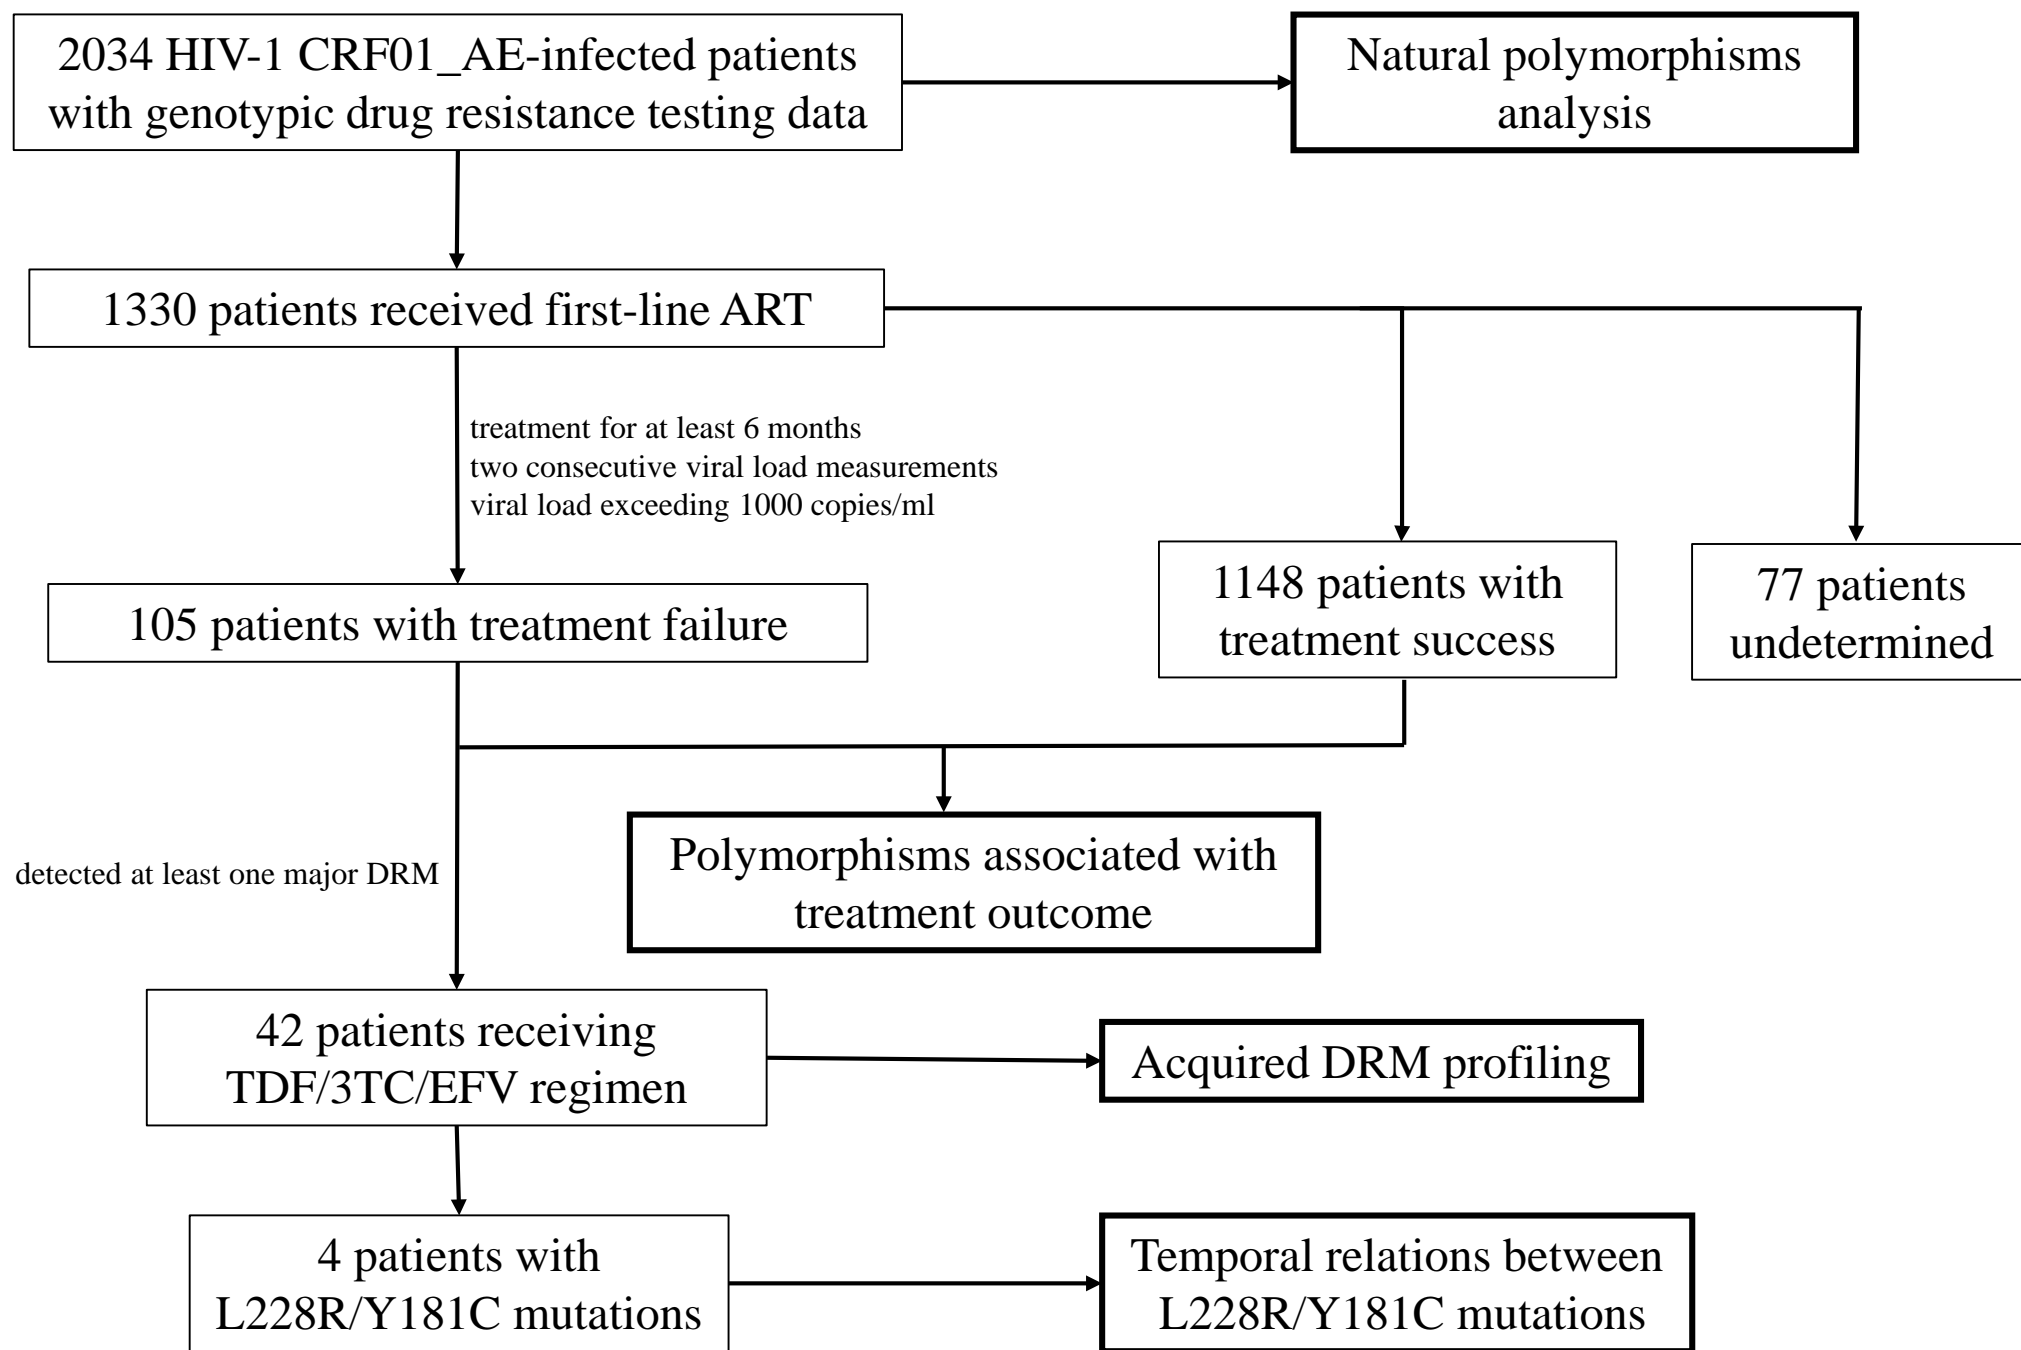 2034 HIV-1 CRF01_AE-infected patients
with genotypic drug resistance testing data
Natural polymorphisms
analysis
1330 patients received first-line ART
treatment for at least 6 months
two consecutive viral load measurements
viral load exceeding 1000 copies/ml
105 patients with treatment failure
1148 patients with
treatment success
77 patients
undetermined
detected at least one major DRM
Polymorphisms associated with
treatment outcome
42 patients receiving
TDF/3TC/EFV regimen
Acquired DRM profiling
4 patients with
L228R/Y181C mutations
Temporal relations between
L228R/Y181C mutations